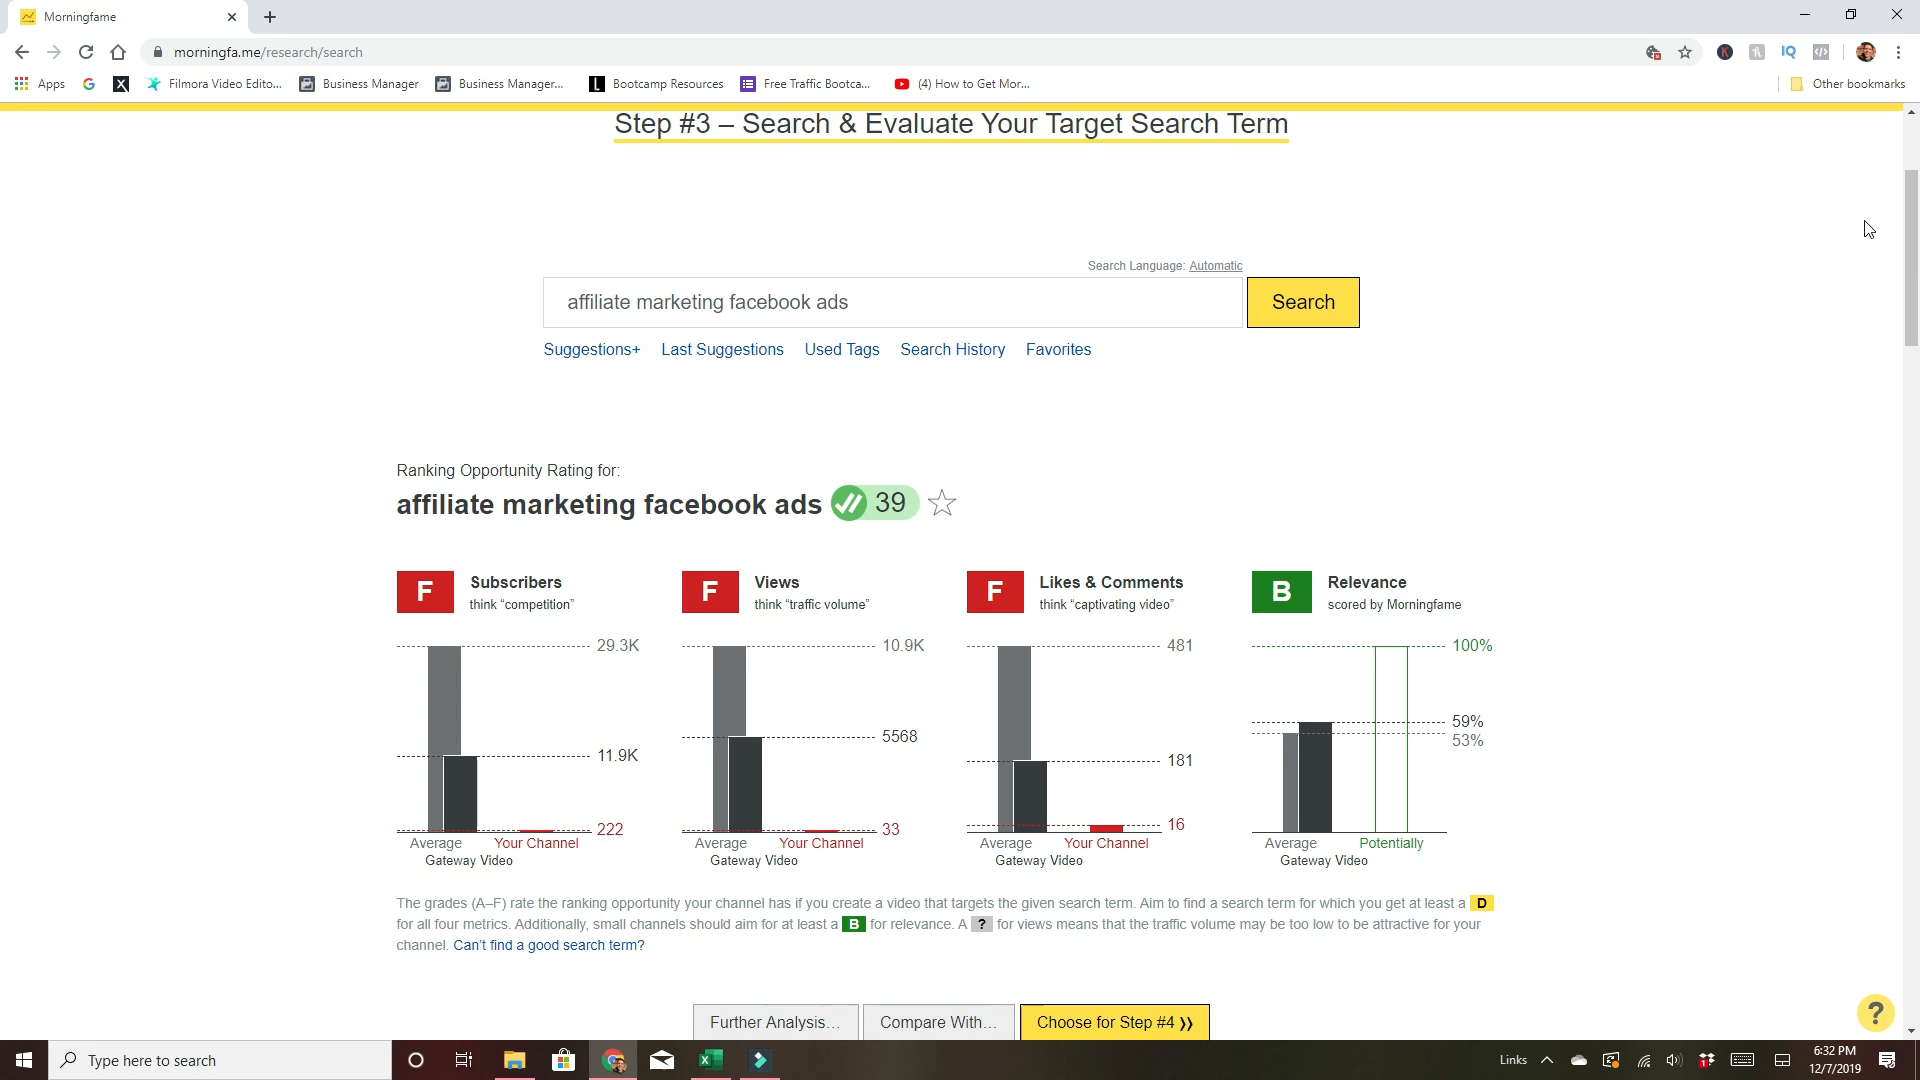 Morningfame
morningfa.me/research/search
Apps
Filmora Video Edito...
Business Manager
Business Manager...
Bootcamp Resources
Free Traffic Bootca...
(4) How to Get Mor...
Other bookmarks
Step #3 – Search & Evaluate Your Target Search Term
Search Language: Automatic
affiliate marketing facebook ads
Search
Suggestions+ Last Suggestions Used Tags Search History Favorites
Ranking Opportunity Rating for:
affiliate marketing facebook ads 39
F Subscribers
think “competition”
29.3K
11.9K
222
Average Your Channel
Gateway Video
F Views
think “traffic volume”
10.9K
5568
33
Average Your Channel
Gateway Video
F Likes & Comments
think “captivating video”
481
181
16
Average Your Channel
Gateway Video
B Relevance
scored by Morningfame
100%
59%
53%
Average Potentially
Gateway Video
The grades (A–F) rate the ranking opportunity your channel has if you create a video that targets the given search term. Aim to find a search term for which you get at least a D
for all four metrics. Additionally, small channels should aim for at least a B for relevance. A ? for views means that the traffic volume may be too low to be attractive for your
channel. Can't find a good search term?
Further Analysis... Compare With... Choose for Step #4 ⟩⟩
?
Type here to search
Links
6:32 PM
12/7/2019